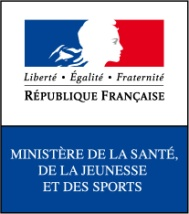 Liberté • Égalité • Fraternité
RÉPUBLIQUE FRANÇAISE
MINISTÈRE DE LA SANTÉ,
DE LA JEUNESSE
ET DES SPORTS